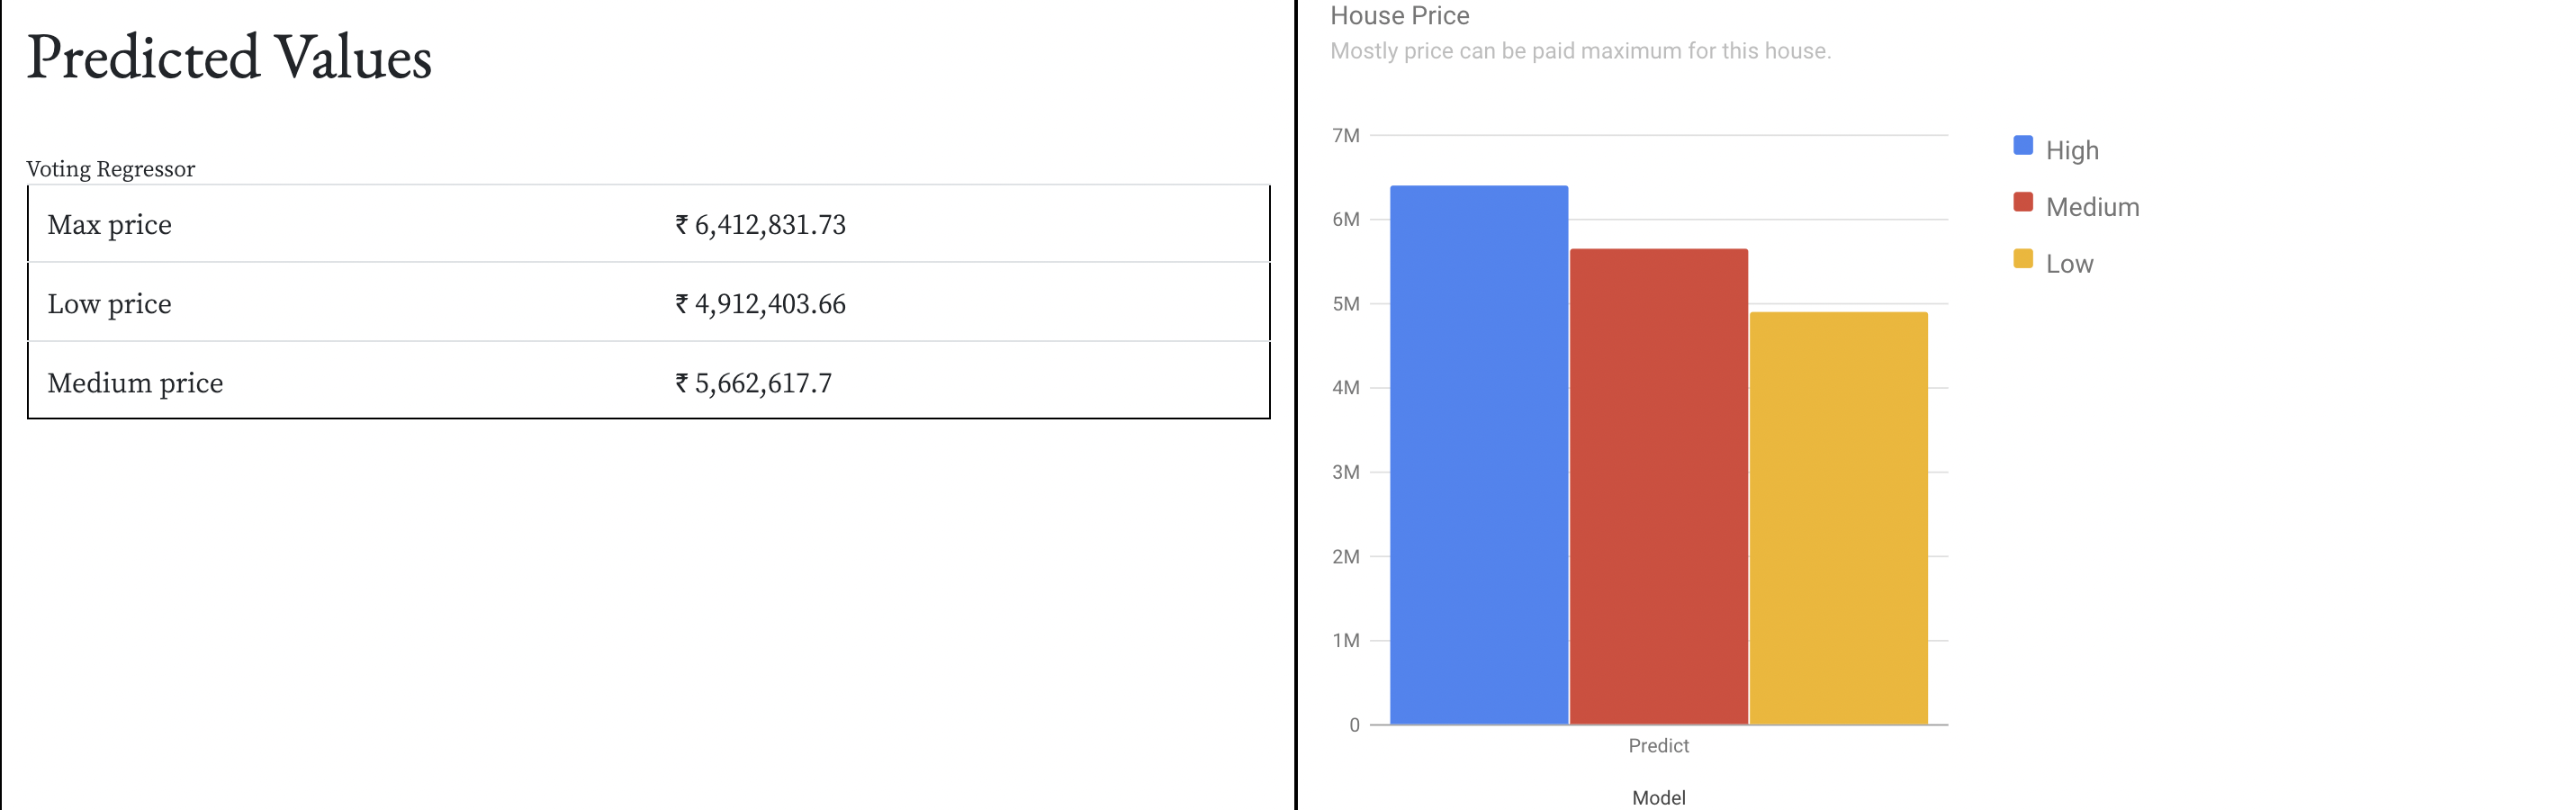 Predicted Values
Voting Regressor
Max price ₹ 6,412,831.73
Low price ₹ 4,912,403.66
Medium price ₹ 5,662,617.7
House Price
Mostly price can be paid maximum for this house.
7M
6M
5M
4M
3M
2M
1M
0
Predict
Model
High
Medium
Low